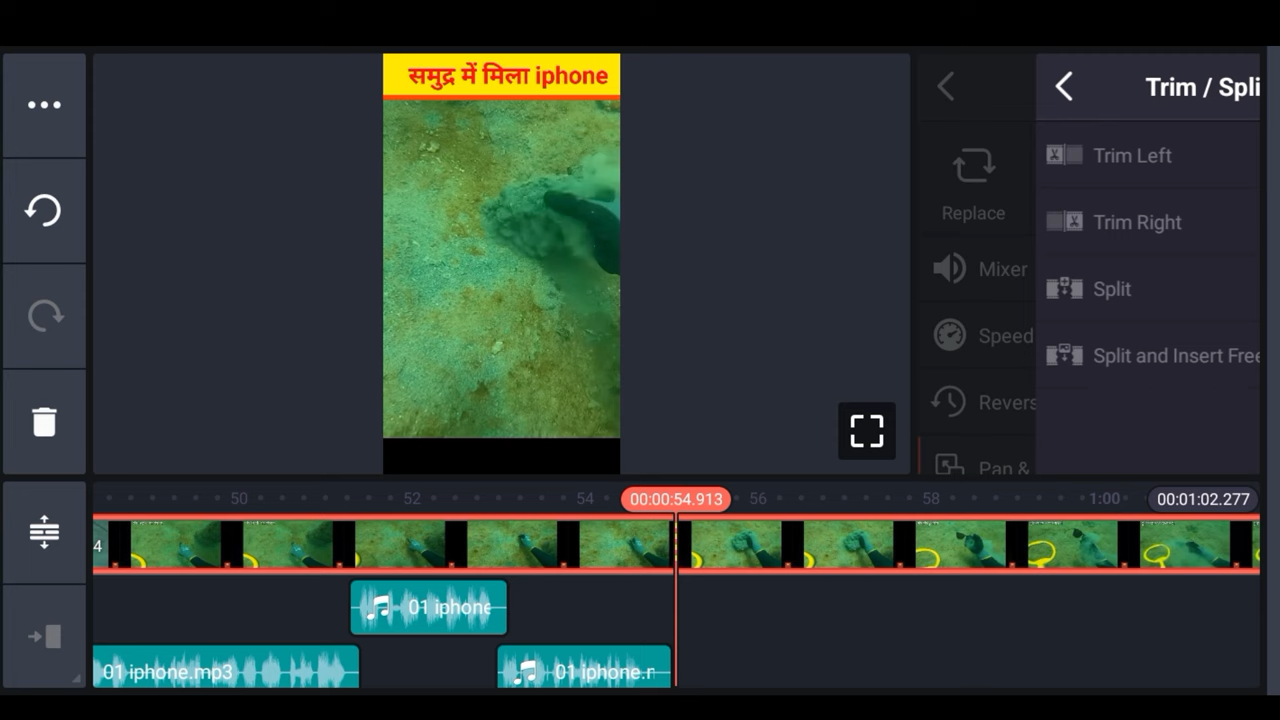 समुद्र में मिला iphone
Trim / Spli
Trim Left
Replace
Trim Right
Mixer
Split
Speed
Split and Insert Free
Revers
Pan &
50
52
54
00:00:54.913
56
58
1:00
00:01:02.277
4
01 iphone
01 iphone.mp3
01 iphone.r